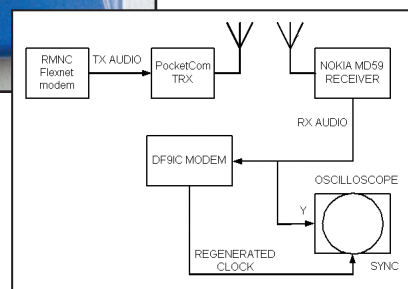 RMNC
Flexnet
modem
TX AUDIO
PocketCom
TRX
NOKIA MD59
RECEIVER
RX AUDIO
DF9IC MODEM
OSCILLOSCOPE
Y
REGENERATED
CLOCK
SYNC